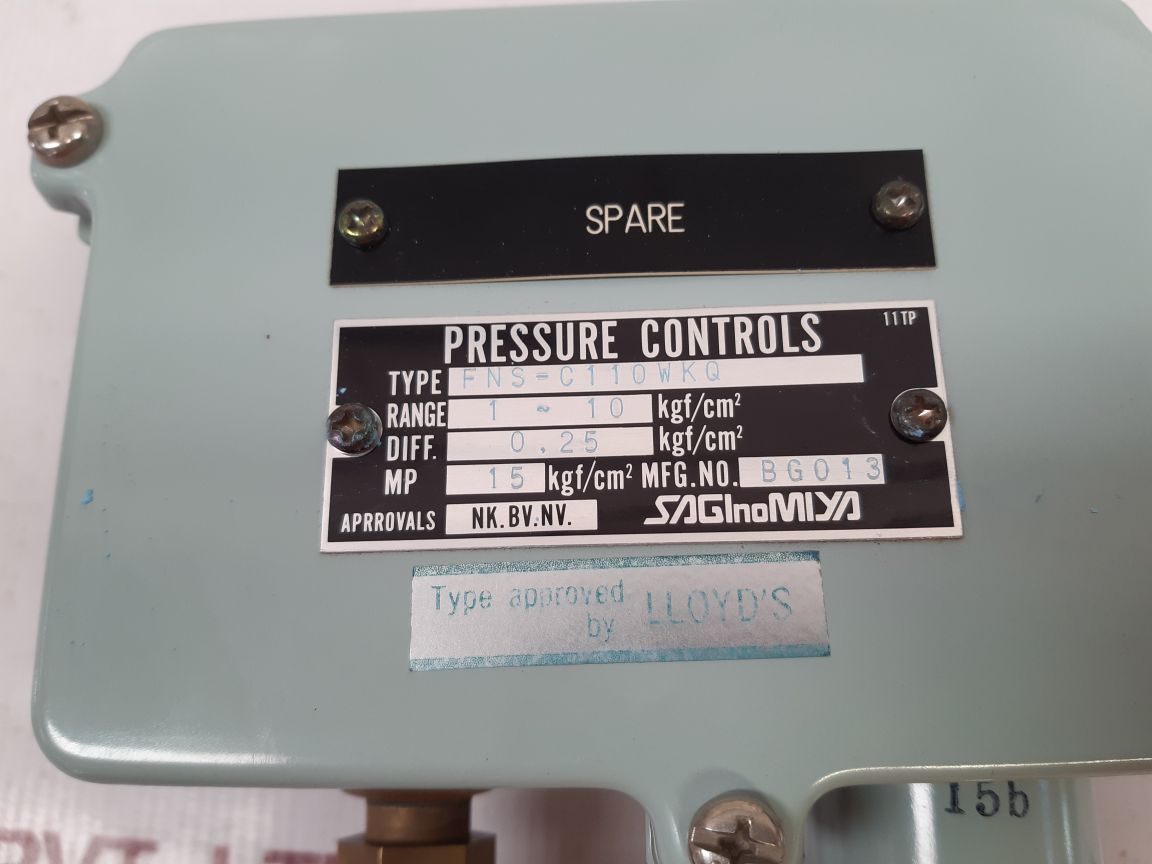 SPARE
PRESSURE CONTROLS 11TP
TYPE FNS-C110WKQ
RANGE 1 ~ 10 kgf/cm²
DIFF. 0.25 kgf/cm²
MP 15 kgf/cm² MFG.NO. BG013
APRROVALS NK.BV.NV. SAGInoMIYA
Type approved
by LLOYD'S
15b